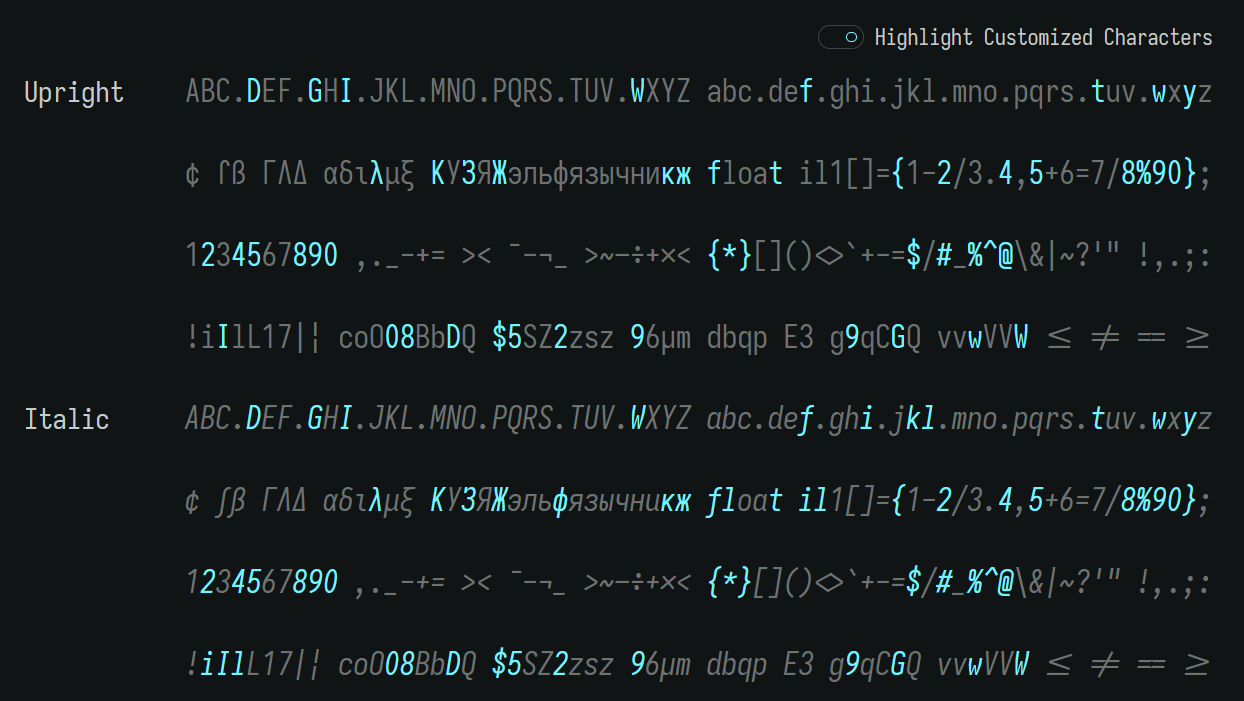 Highlight Customized Characters
Upright ABC.DEF.GHI.JKL.MNO.PQRS.TUV.WXYZ abc.def.ghi.jkl.mno.pqrs.tuv.wxyz
¢ ſß ΓΛΔ αδιλμξ КУЗЯЖэльфязычникж float il1[]={1-2/3.4,5+6=7/8%90};
1234567890 ,._-+= >< ¯-¬_ >~-÷+×< {*}[]()<>`+-=$/#_%^@\&|~?'" !,.;:
!iIlL17|¦ coO08BbDQ $5SZ2zsz 96µm dbqp E3 g9qCGQ vvwVVW ≤ ≠ == ≥
Italic ABC.DEF.GHI.JKL.MNO.PQRS.TUV.WXYZ abc.def.ghi.jkl.mno.pqrs.tuv.wxyz
¢ ſß ΓΛΔ αδιλμξ КУЗЯЖэльфязычникж float il1[]={1-2/3.4,5+6=7/8%90};
1234567890 ,._-+= >< ¯-¬_ >~-÷+×< {*}[]()<>`+-=$/#_%^@\&|~?'" !,.;:
!iIlL17|¦ coO08BbDQ $5SZ2zsz 96µm dbqp E3 g9qCGQ vvwVVW ≤ ≠ == ≥